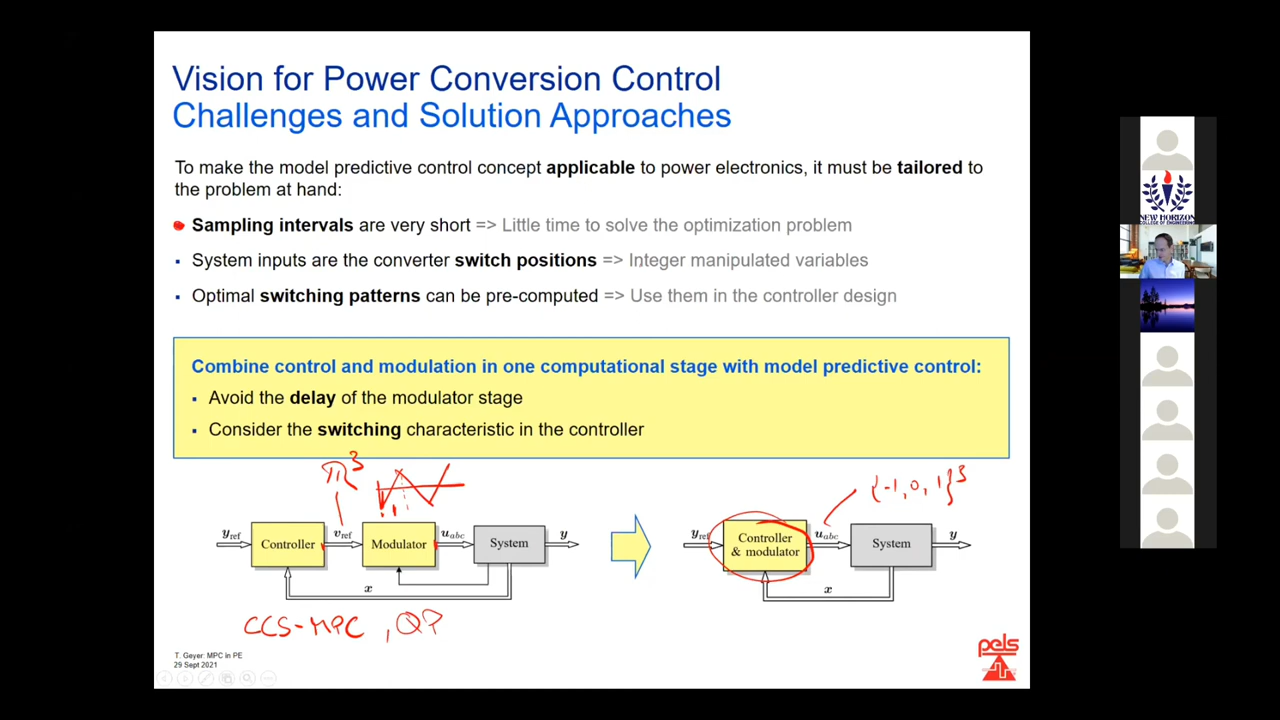 Vision for Power Conversion Control
Challenges and Solution Approaches
To make the model predictive control concept applicable to power electronics, it must be tailored to
the problem at hand:
Sampling intervals are very short => Little time to solve the optimization problem
▪ System inputs are the converter switch positions => Integer manipulated variables
▪ Optimal switching patterns can be pre-computed => Use them in the controller design
Combine control and modulation in one computational stage with model predictive control:
▪ Avoid the delay of the modulator stage
▪ Consider the switching characteristic in the controller
{-1, 0, 1}³
y_ref
Controller
v_ref
Modulator
u_abc
System
y
x
y_ref
Controller
& modulator
u_abc
System
y
x
CCS-MPC , QP
T. Geyer: MPC in PE
29 Sept 2021
pels
NEW HORIZON
COLLEGE OF ENGINEERING